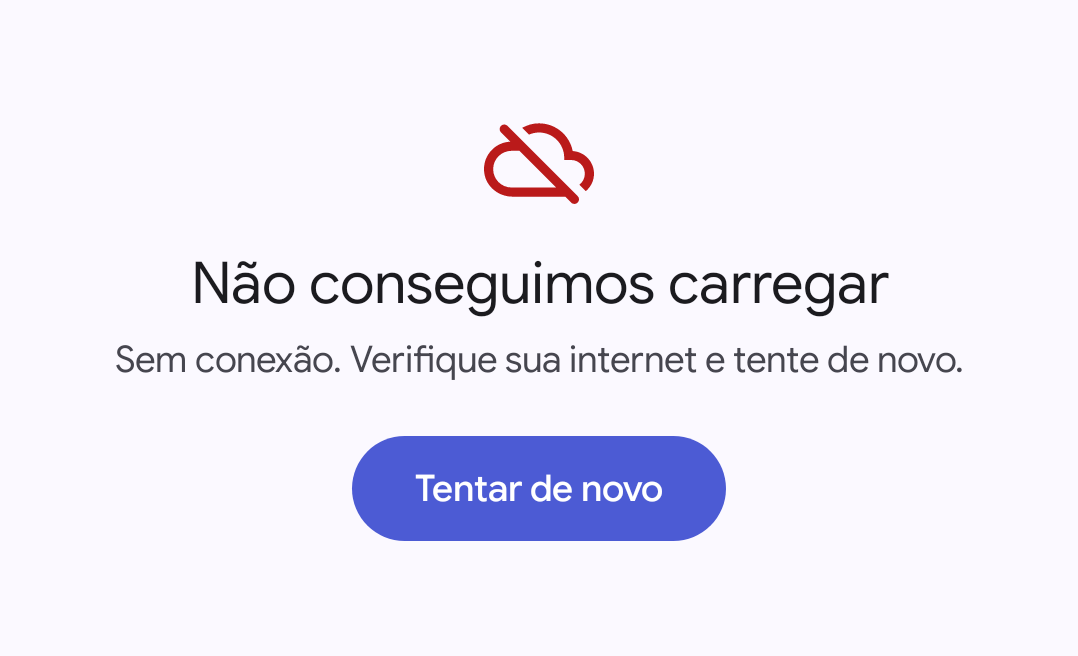 Não conseguimos carregar
Sem conexão. Verifique sua internet e tente de novo.
Tentar de novo